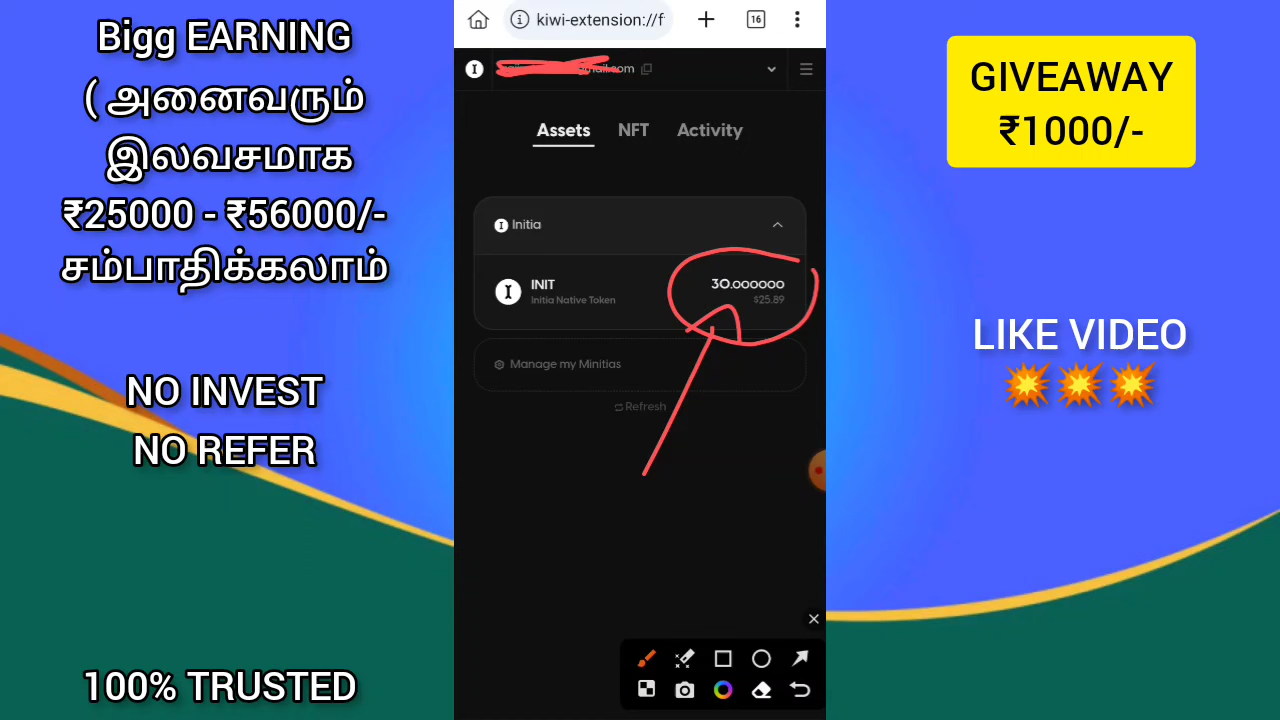 Bigg EARNING
( அனைவரும்
இலவசமாக
₹25000 - ₹56000/-
சம்பாதிக்கலாம்
NO INVEST
NO REFER
100% TRUSTED
kiwi-extension://f
16
mail.com
Assets NFT Activity
Initia
INIT 30.000000
Initia Native Token $25.89
Manage my Minitias
Refresh
GIVEAWAY
₹1000/-
LIKE VIDEO